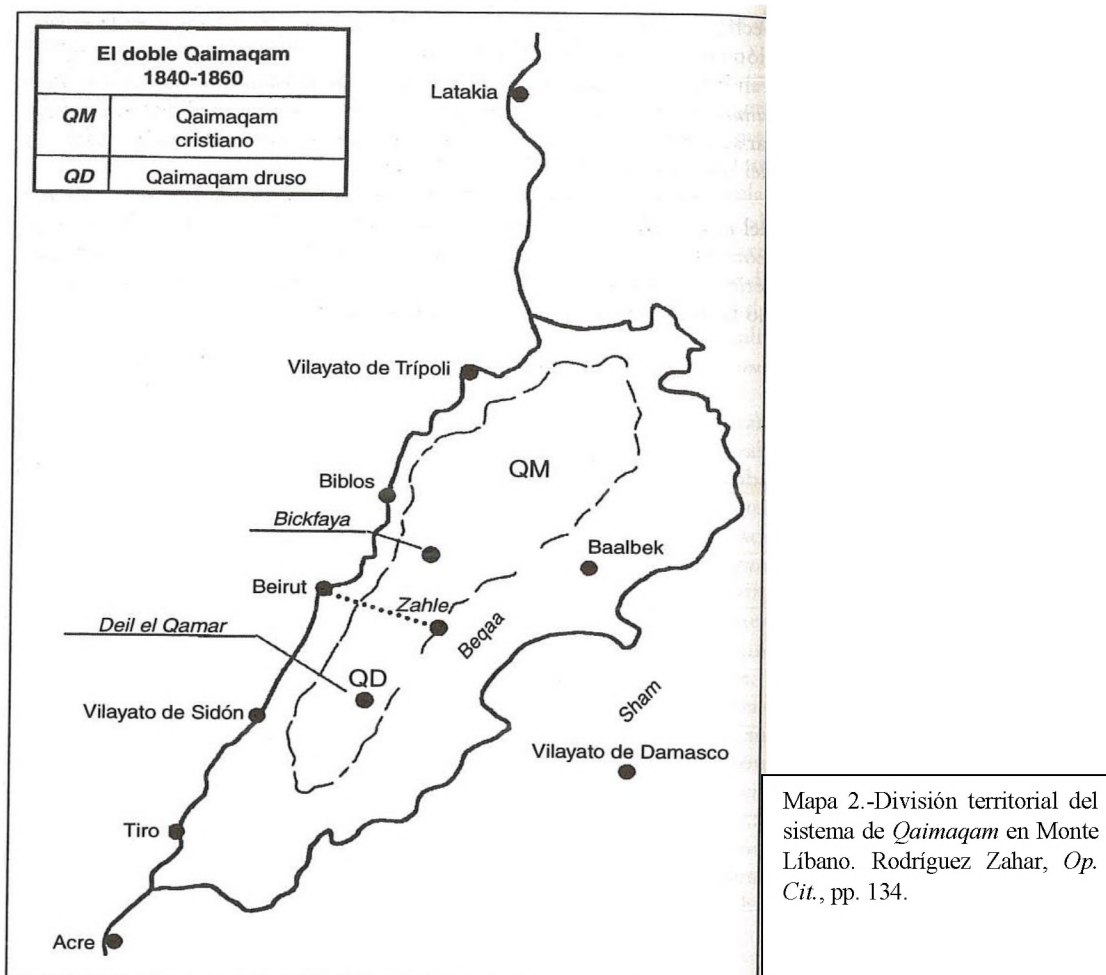 El doble Qaimaqam
1840-1860
QM Qaimaqam
cristiano
QD Qaimaqam druso
Latakia
Vilayato de Trípoli
QM
Biblos
Bickfaya
Baalbek
Beirut
Zahle
Deil el Qamar
Beqaa
QD
Sham
Vilayato de Sidón
Vilayato de Damasco
Tiro
Acre
Mapa 2.-División territorial del
sistema de Qaimaqam en Monte
Líbano. Rodríguez Zahar, Op.
Cit., pp. 134.